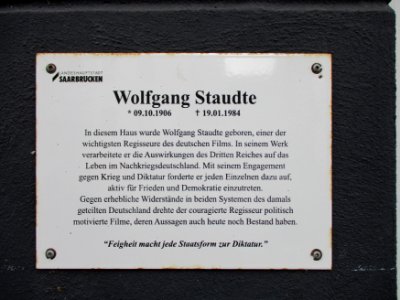 LANDESHAUPTSTADT
SAARBRÜCKEN
Wolfgang Staudte
* 09.10.1906 † 19.01.1984
In diesem Haus wurde Wolfgang Staudte geboren, einer der
wichtigsten Regisseure des deutschen Films. In seinem Werk
verarbeitete er die Auswirkungen des Dritten Reiches auf das
Leben im Nachkriegsdeutschland. Mit seinem Engagement
gegen Krieg und Diktatur forderte er jeden Einzelnen dazu auf,
aktiv für Frieden und Demokratie einzutreten.
Gegen erhebliche Widerstände in beiden Systemen des damals
geteilten Deutschland drehte der couragierte Regisseur politisch
motivierte Filme, deren Aussagen auch heute noch Bestand haben.
“Feigheit macht jede Staatsform zur Diktatur.”